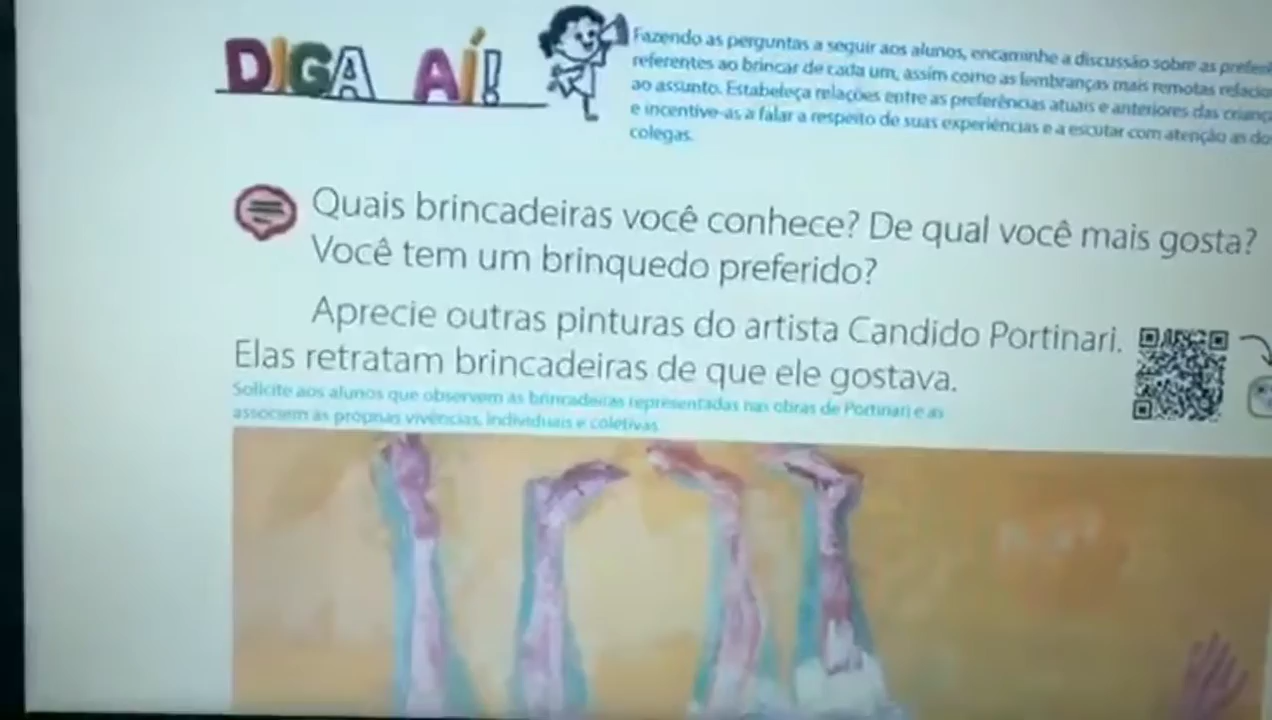 DIGA AÍ!
Fazendo as perguntas a seguir aos alunos, encaminhe a discussão sobre as
referentes ao brincar de cada um, assim como as lembranças mais remotas
ao assunto. Estabeleça relações entre as preferências atuais e anteriores das
e incentive-as a falar a respeito de suas experiências e a escutar com atenção as
colegas.
Quais brincadeiras você conhece? De qual você mais gosta?
Você tem um brinquedo preferido?
Aprecie outras pinturas do artista Candido Portinari.
Elas retratam brincadeiras de que ele gostava.
Solicite aos alunos que observem as brincadeiras representadas nas obras de Portinari e as
associem às próprias vivências, individuais e coletivas.